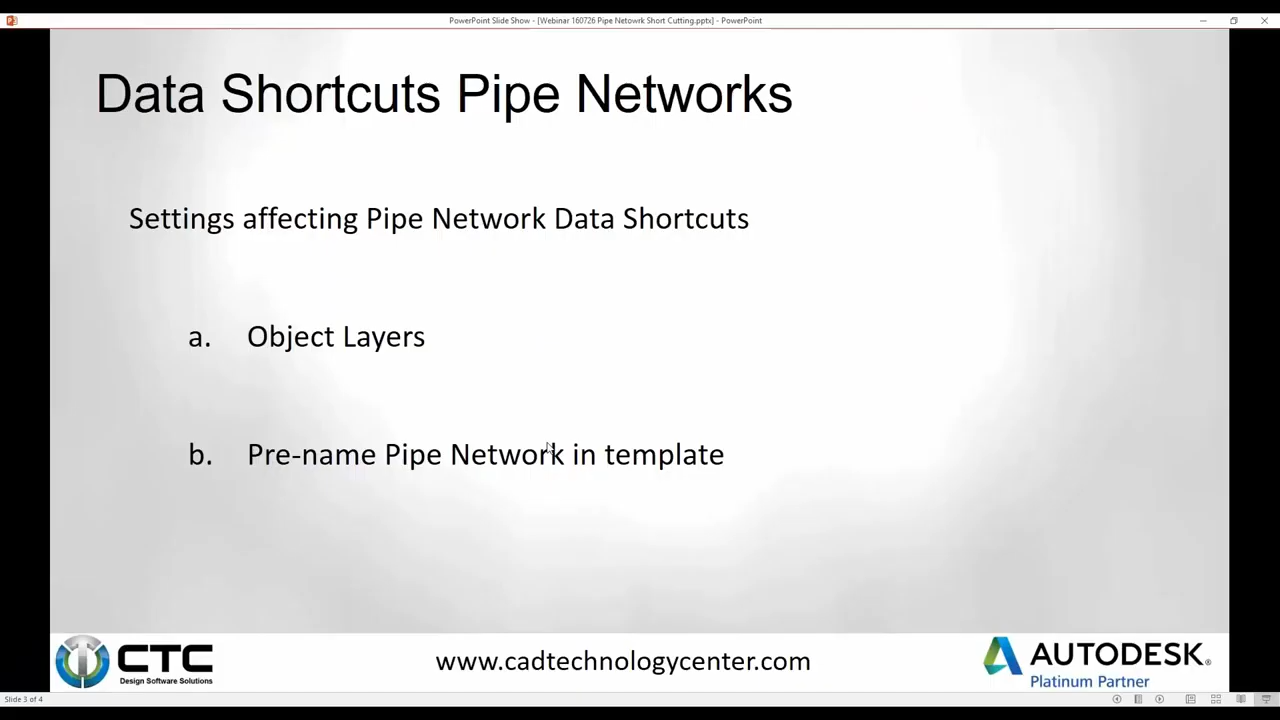 PowerPoint Slide Show - [Webinar 160726 Pipe Netowrk Short Cutting.pptx] - PowerPoint
Data Shortcuts Pipe Networks
Settings affecting Pipe Network Data Shortcuts
a. Object Layers
b. Pre-name Pipe Network in template
CTC
Design Software Solutions
www.cadtechnologycenter.com
AUTODESK®
Platinum Partner
Slide 3 of 4